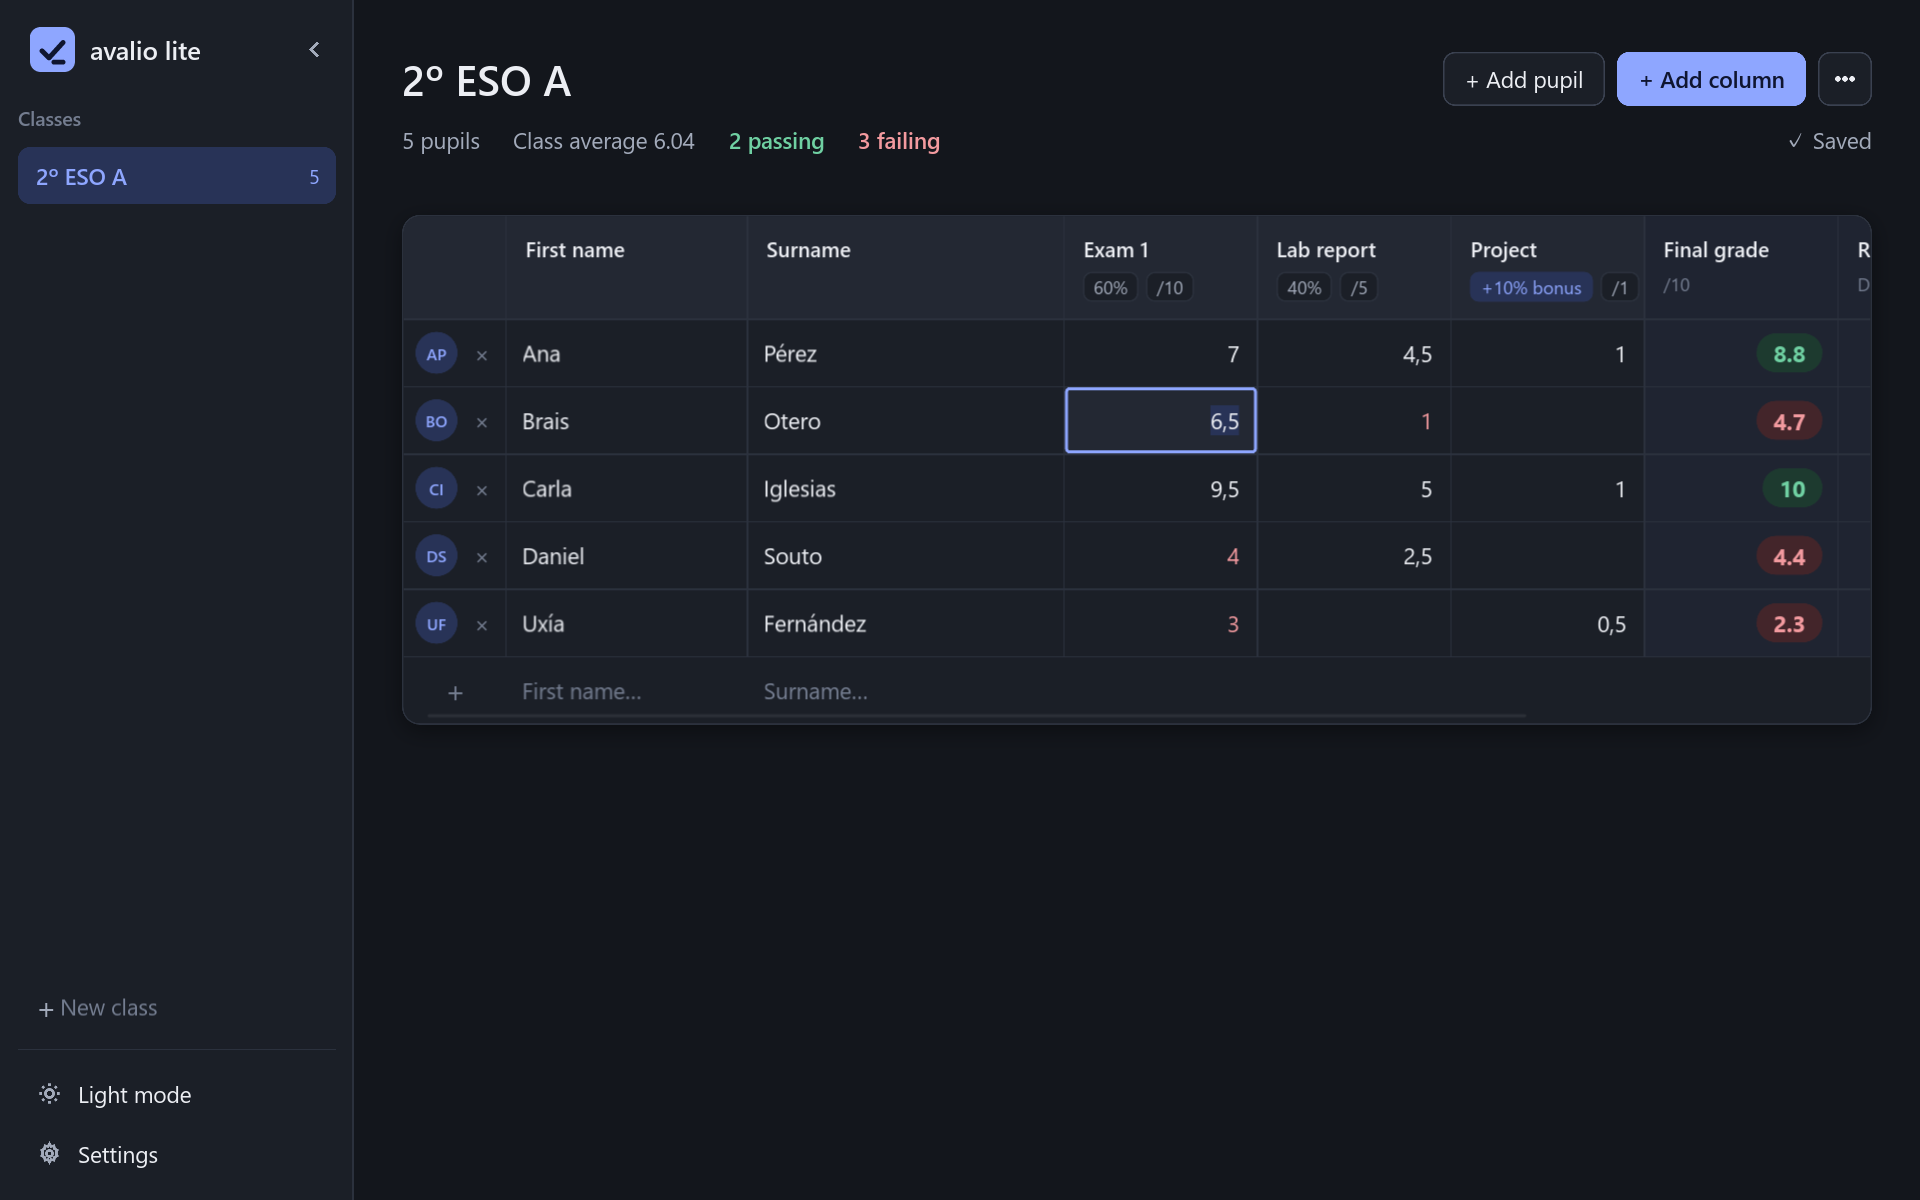 avalio lite
Classes
2º ESO A 5
+ New class
Light mode
Settings
2º ESO A
+ Add pupil + Add column •••
5 pupils Class average 6.04 2 passing 3 failing ✓ Saved
First name Surname Exam 1 Lab report Project Final grade R
60% /10 40% /5 +10% bonus /1 /10 D
AP × Ana Pérez 7 4,5 1 8.8
BO × Brais Otero 6,5 1 4.7
CI × Carla Iglesias 9,5 5 1 10
DS × Daniel Souto 4 2,5 4.4
UF × Uxía Fernández 3 0,5 2.3
+ First name... Surname...